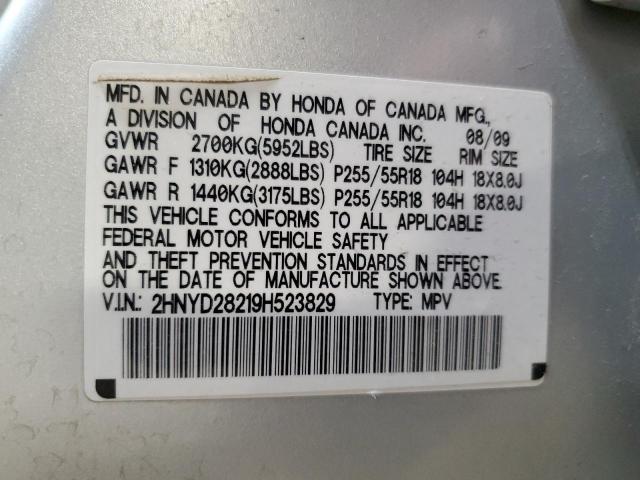 MFD. IN CANADA BY HONDA OF CANADA MFG.,
A DIVISION OF HONDA CANADA INC. 08/09
GVWR 2700KG(5952LBS) TIRE SIZE RIM SIZE
GAWR F 1310KG(2888LBS) P255/55R18 104H 18X8.0J
GAWR R 1440KG(3175LBS) P255/55R18 104H 18X8.0J
THIS VEHICLE CONFORMS TO ALL APPLICABLE
FEDERAL MOTOR VEHICLE SAFETY
AND THEFT PREVENTION STANDARDS IN EFFECT
ON THE DATE OF MANUFACTURE SHOWN ABOVE.
V.I.N.: 2HNYD28219H523829 TYPE: MPV